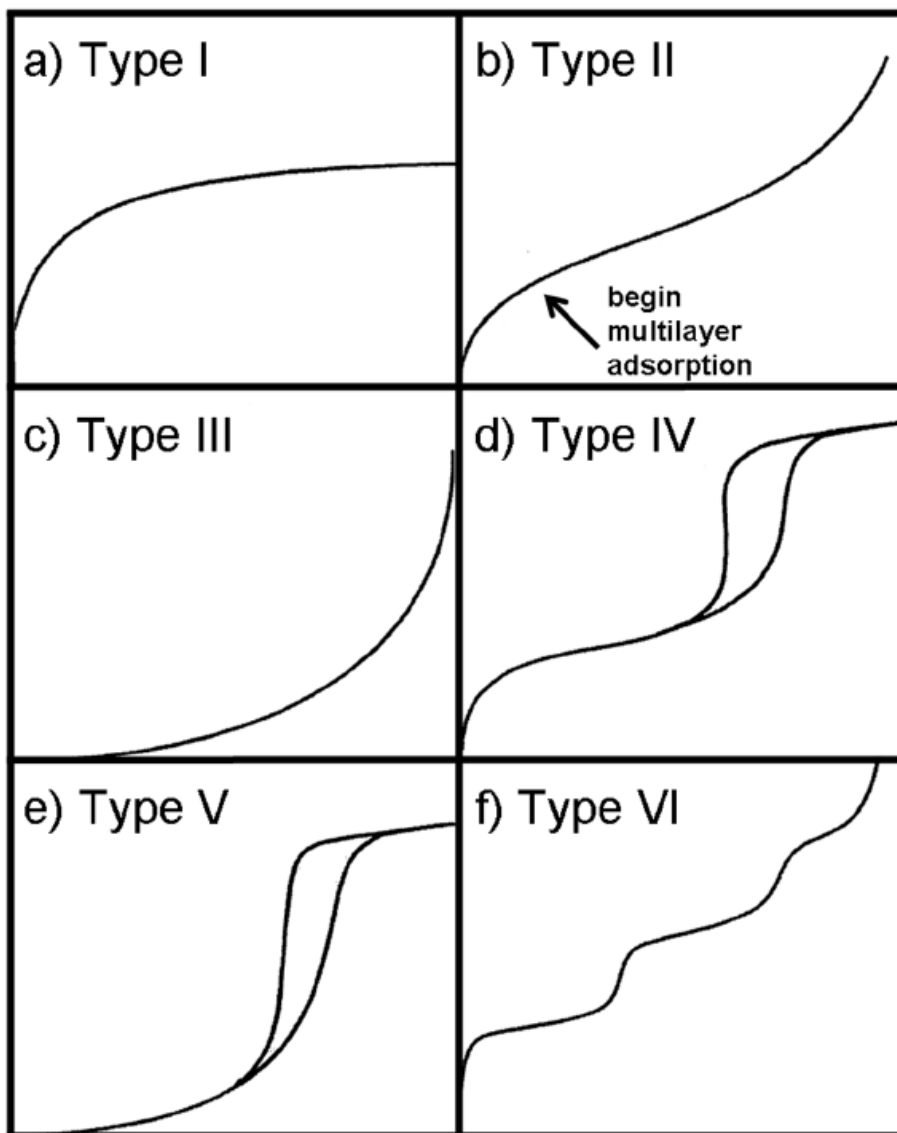 a) Type I
b) Type II
begin
multilayer
adsorption
c) Type III
d) Type IV
e) Type V
f) Type VI